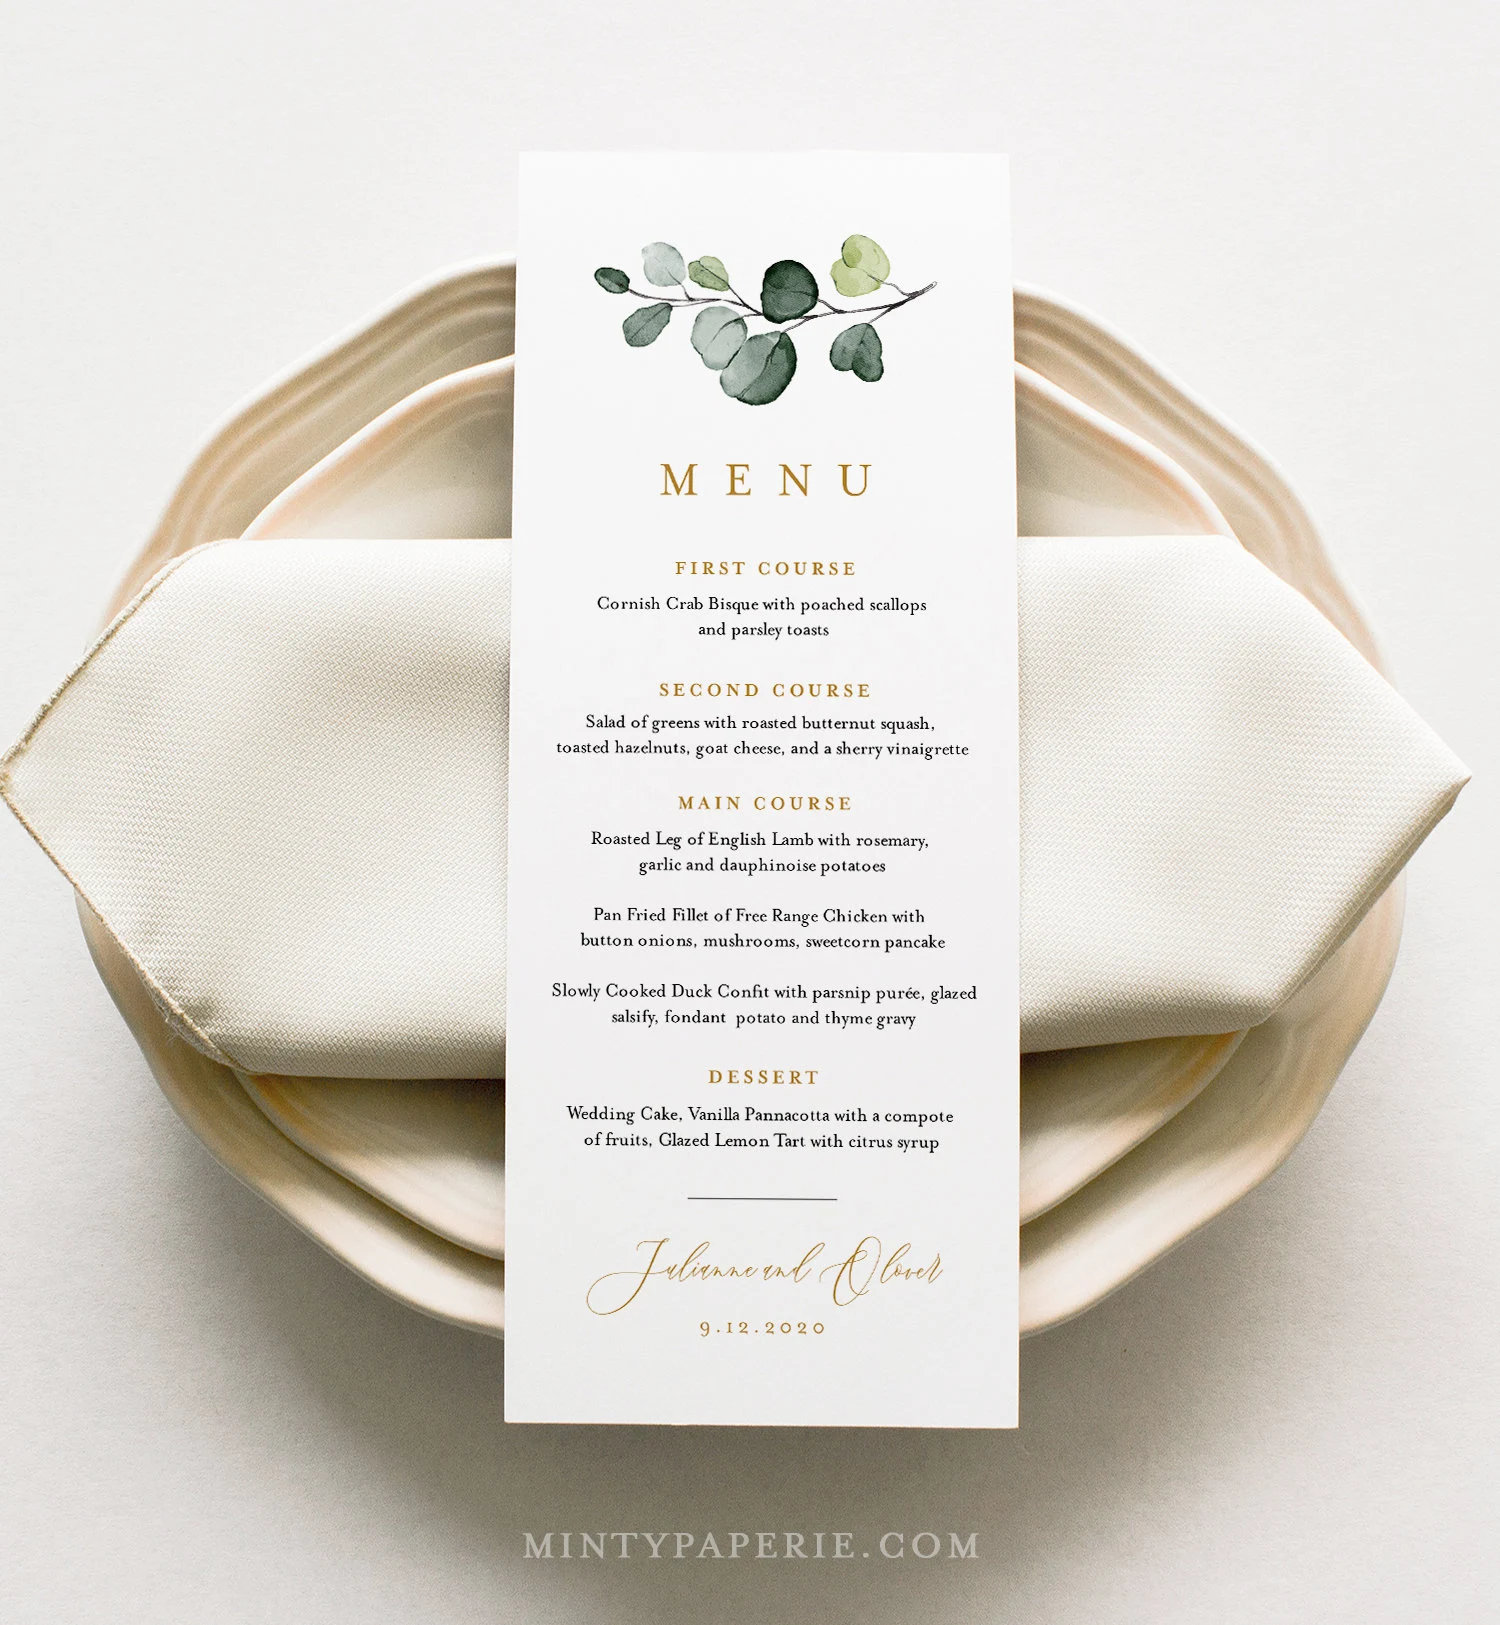 MENU
FIRST COURSE
Cornish Crab Bisque with poached scallops
and parsley toasts
SECOND COURSE
Salad of greens with roasted butternut squash,
toasted hazelnuts, goat cheese, and a sherry vinaigrette
MAIN COURSE
Roasted Leg of English Lamb with rosemary,
garlic and dauphinoise potatoes
Pan Fried Fillet of Free Range Chicken with
button onions, mushrooms, sweetcorn pancake
Slowly Cooked Duck Confit with parsnip purée, glazed
salsify, fondant potato and thyme gravy
DESSERT
Wedding Cake, Vanilla Pannacotta with a compote
of fruits, Glazed Lemon Tart with citrus syrup
Julianne and Olover
9.12.2020
MINTYPAPERIE.COM